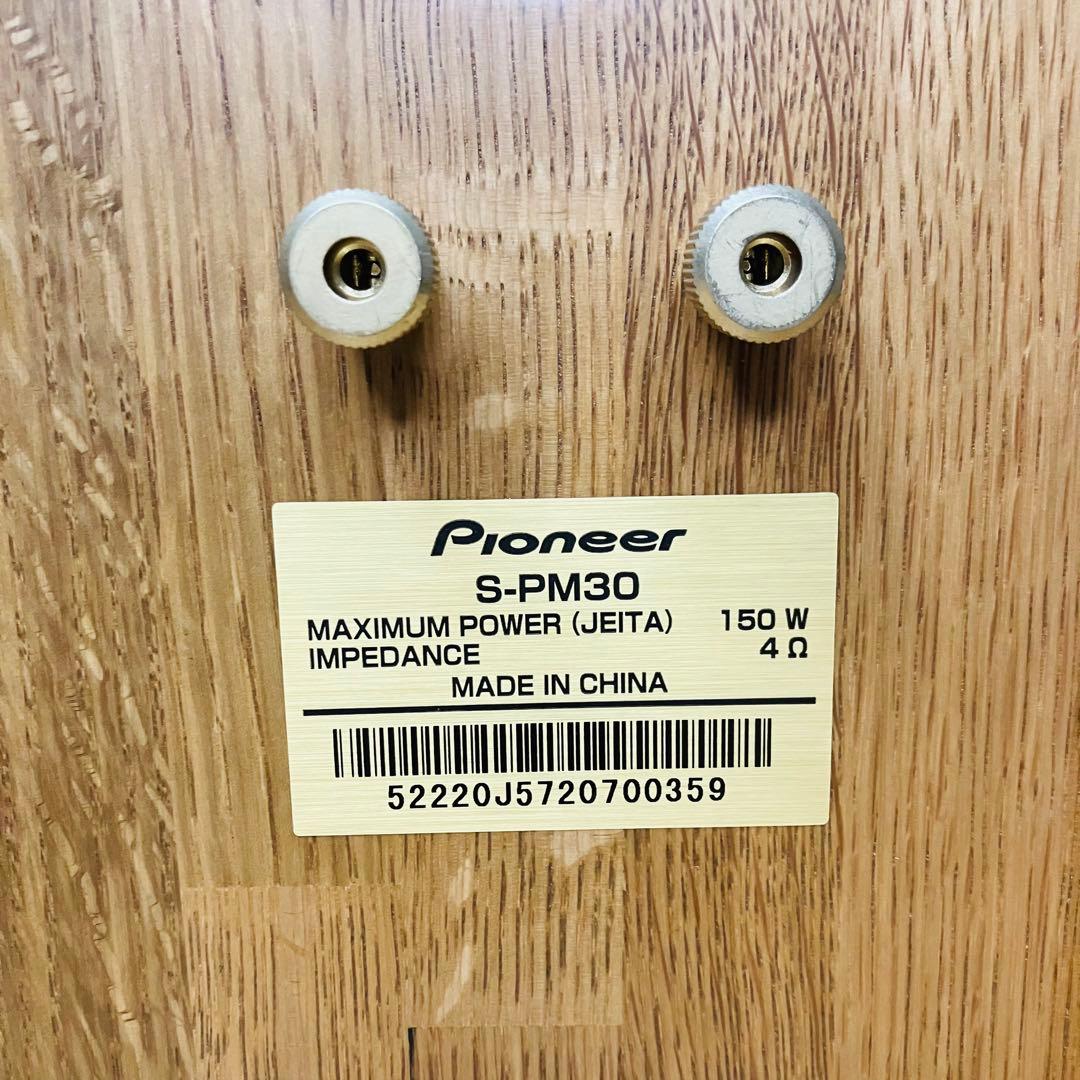 Pioneer
S-PM30
MAXIMUM POWER (JEITA) 150 W
IMPEDANCE 4 Ω
MADE IN CHINA
52220J5720700359